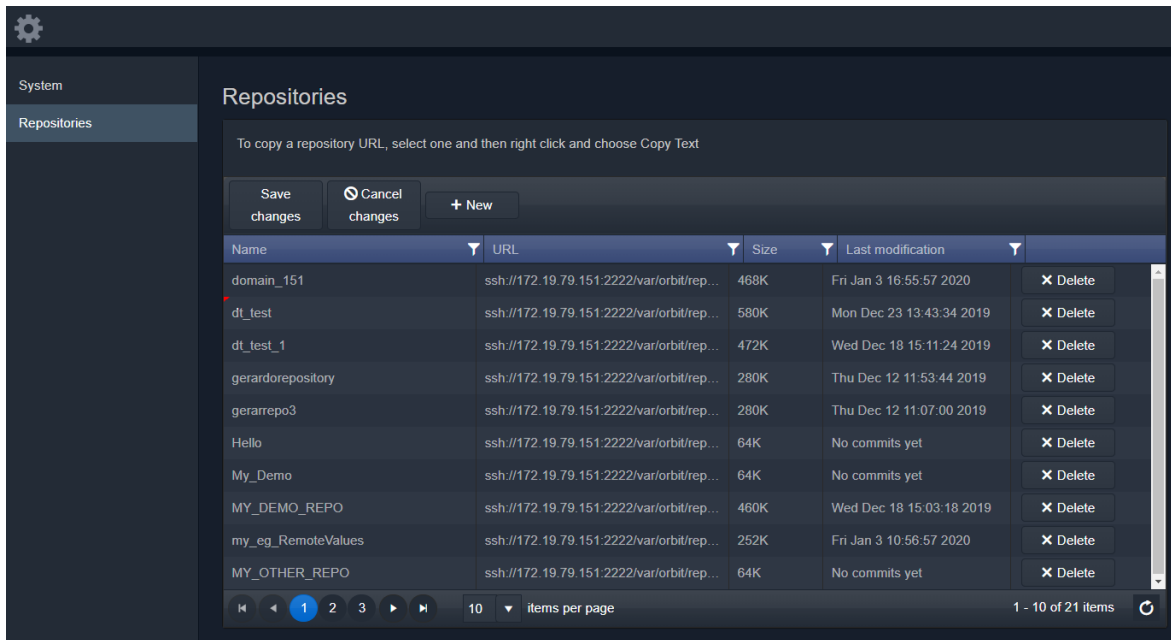 System
Repositories
Repositories
To copy a repository URL, select one and then right click and choose Copy Text
Save changes Cancel changes + New
Name URL Size Last modification
domain_151 ssh://172.19.79.151:2222/var/orbit/rep... 468K Fri Jan 3 16:55:57 2020 Delete
dt_test ssh://172.19.79.151:2222/var/orbit/rep... 580K Mon Dec 23 13:43:34 2019 Delete
dt_test_1 ssh://172.19.79.151:2222/var/orbit/rep... 472K Wed Dec 18 15:11:24 2019 Delete
gerardorepository ssh://172.19.79.151:2222/var/orbit/rep... 280K Thu Dec 12 11:53:44 2019 Delete
gerarrepo3 ssh://172.19.79.151:2222/var/orbit/rep... 280K Thu Dec 12 11:07:00 2019 Delete
Hello ssh://172.19.79.151:2222/var/orbit/rep... 64K No commits yet Delete
My_Demo ssh://172.19.79.151:2222/var/orbit/rep... 64K No commits yet Delete
MY_DEMO_REPO ssh://172.19.79.151:2222/var/orbit/rep... 460K Wed Dec 18 15:03:18 2019 Delete
my_eg_RemoteValues ssh://172.19.79.151:2222/var/orbit/rep... 252K Fri Jan 3 10:56:57 2020 Delete
MY_OTHER_REPO ssh://172.19.79.151:2222/var/orbit/rep... 64K No commits yet Delete
1 2 3 10 items per page 1 - 10 of 21 items